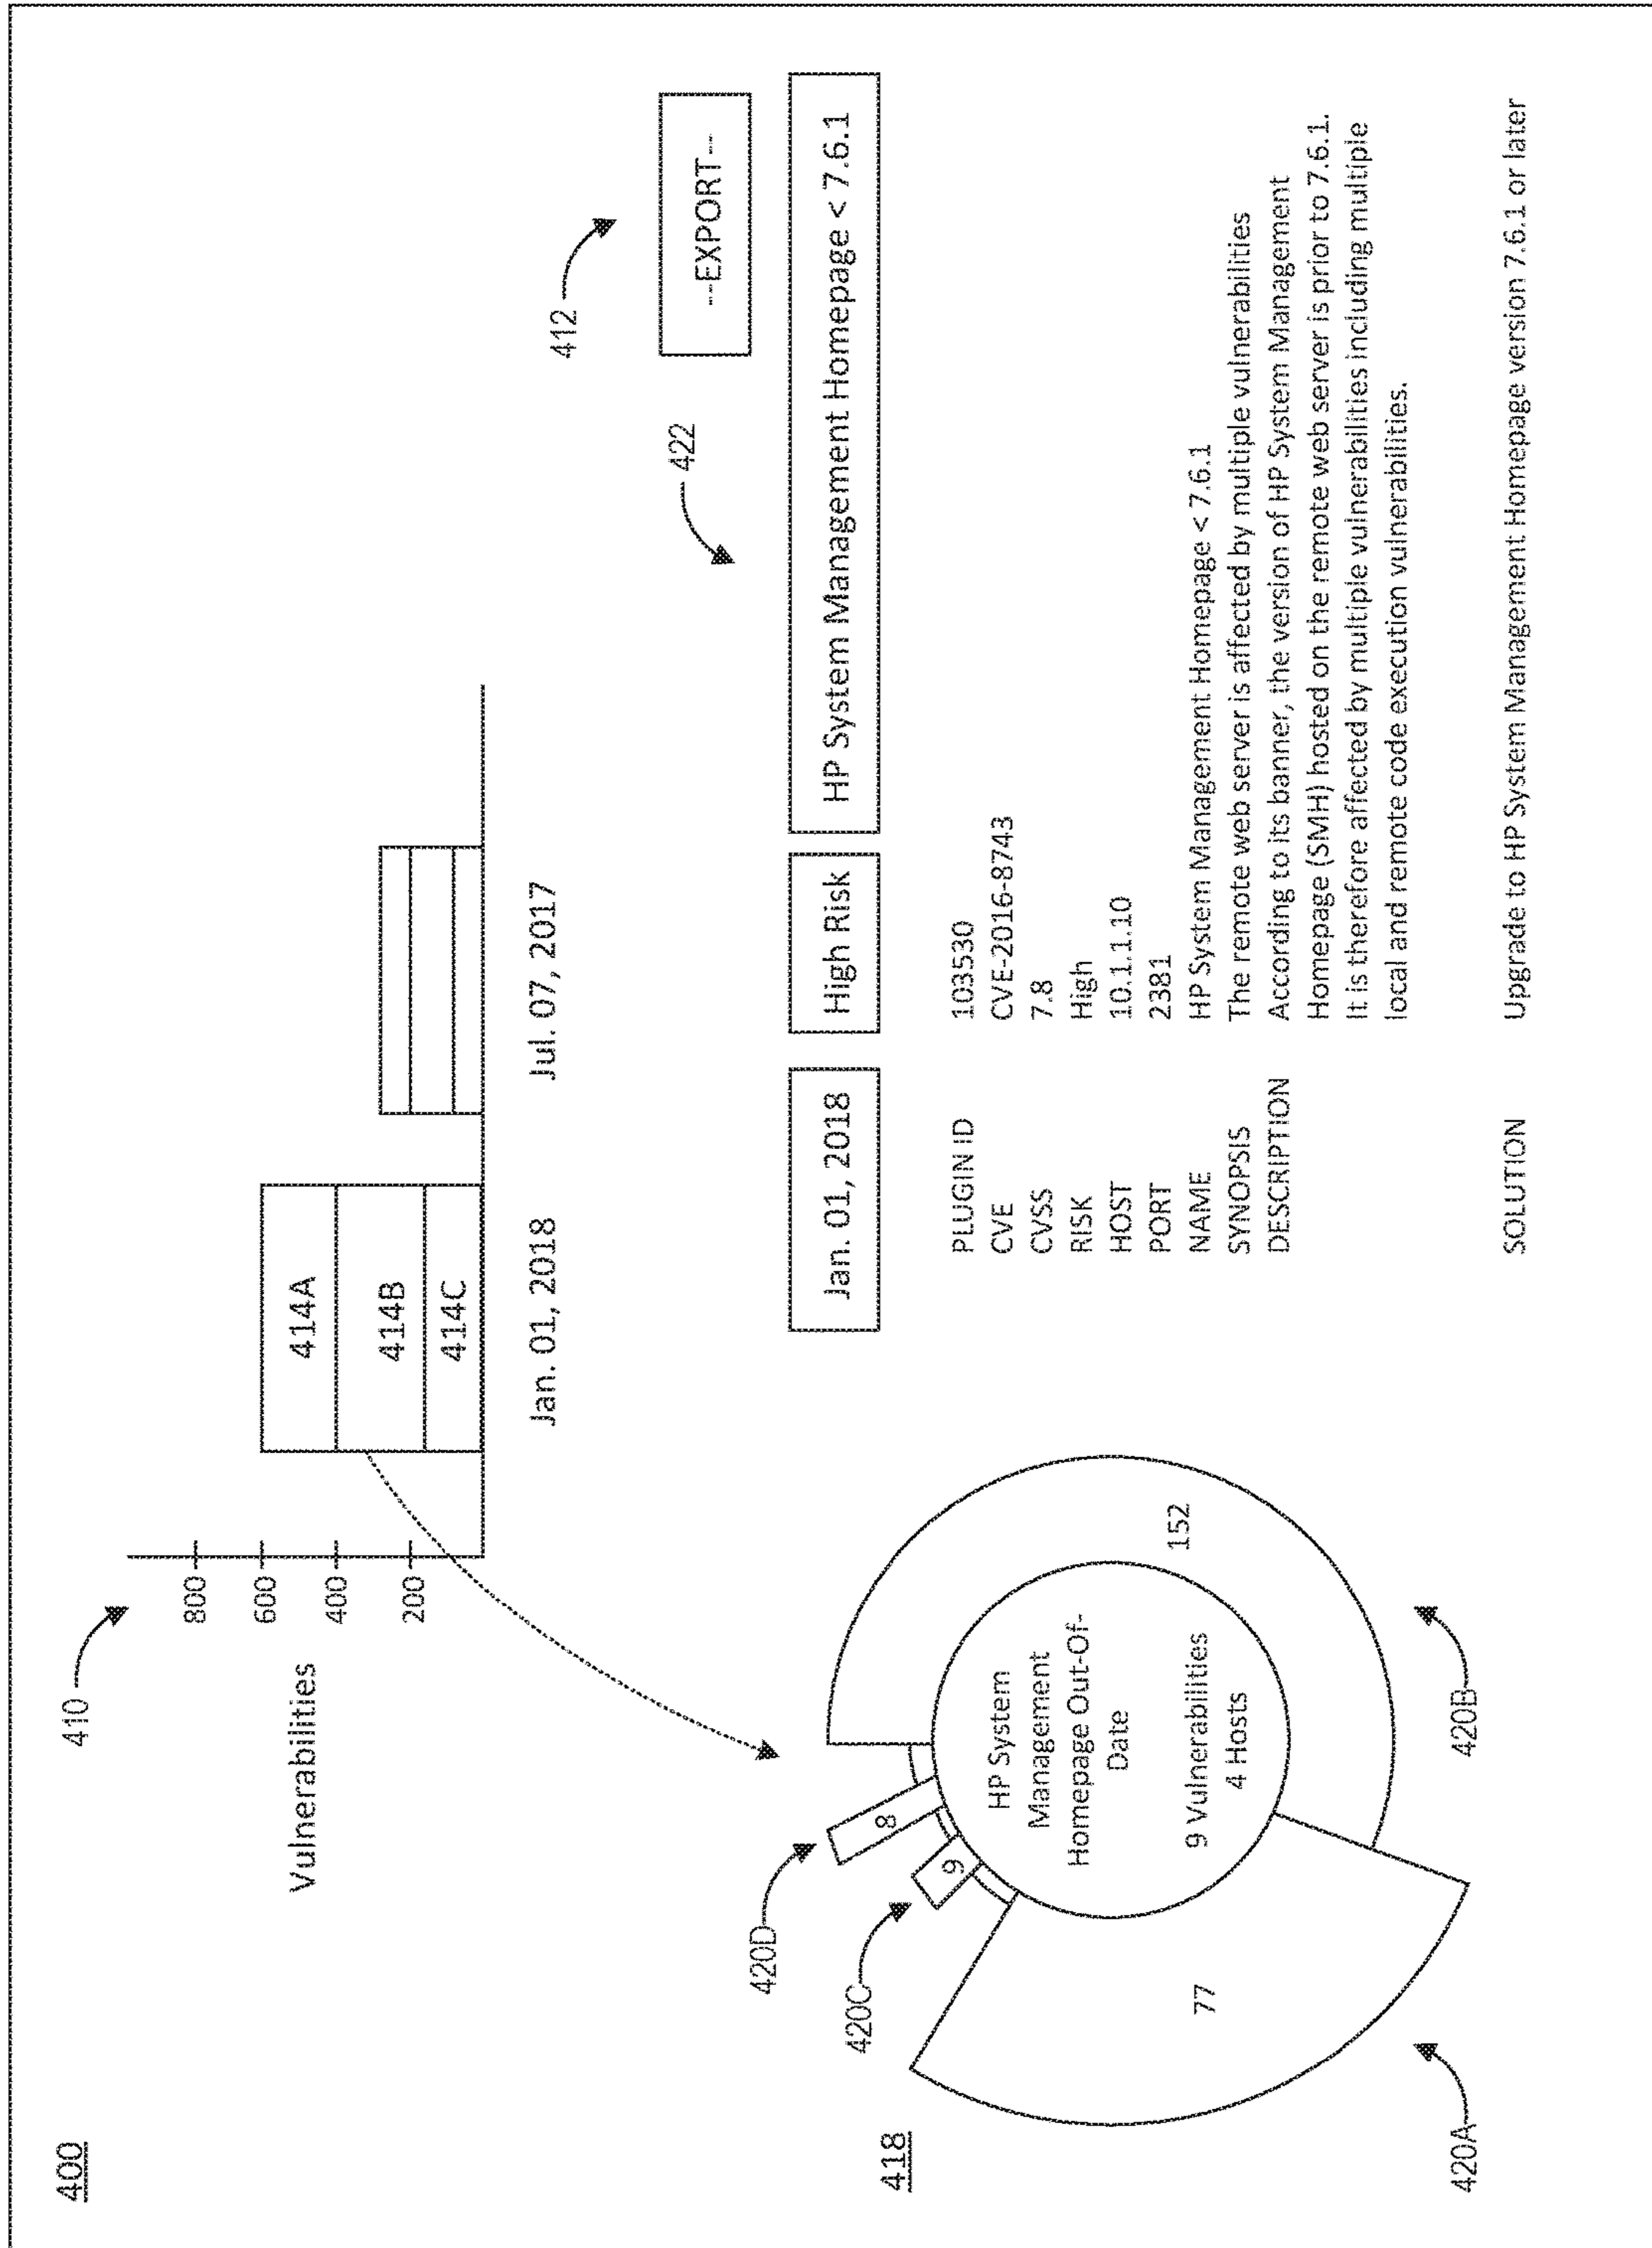 400
410
Vulnerabilities
800
600
400
200
414A
414B
414C
Jan. 01, 2018
Jul. 07, 2017
412
--EXPORT--
422
Jan. 01, 2018
High Risk
HP System Management Homepage < 7.6.1
PLUGIN ID 103530
CVE CVE-2016-8743
CVSS 7.8
RISK High
HOST 10.1.1.10
PORT 2381
NAME HP System Management Homepage < 7.6.1
SYNOPSIS The remote web server is affected by multiple vulnerabilities
DESCRIPTION According to its banner, the version of HP System Management
Homepage (SMH) hosted on the remote web server is prior to 7.6.1.
It is therefore affected by multiple vulnerabilities including multiple
local and remote code execution vulnerabilities.
SOLUTION Upgrade to HP System Management Homepage version 7.6.1 or later
418
420D
420C
8
9
HP System
Management
Homepage Out-Of-
Date
9 Vulnerabilities
4 Hosts
152
77
420A
420B